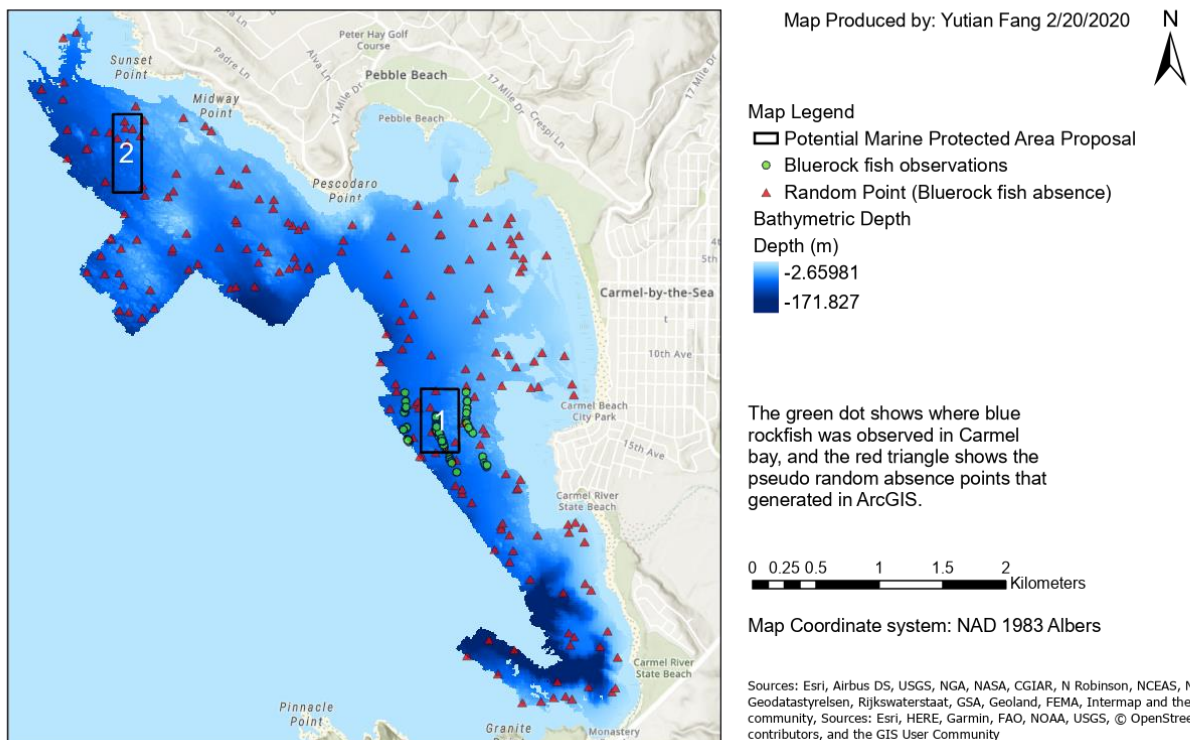 Map Produced by: Yutian Fang 2/20/2020
N
Map Legend
Potential Marine Protected Area Proposal
Bluerock fish observations
Random Point (Bluerock fish absence)
Bathymetric Depth
Depth (m)
-2.65981
-171.827
The green dot shows where blue
rockfish was observed in Carmel
bay, and the red triangle shows the
pseudo random absence points that
generated in ArcGIS.
0 0.25 0.5 1 1.5 2
Kilometers
Map Coordinate system: NAD 1983 Albers
Sources: Esri, Airbus DS, USGS, NGA, NASA, CGIAR, N Robinson, NCEAS, N
Geodatastyrelsen, Rijkswaterstaat, GSA, Geoland, FEMA, Intermap and the
community, Sources: Esri, HERE, Garmin, FAO, NOAA, USGS, © OpenStree
contributors, and the GIS User Community
Peter Hay Golf
Course
Sunset
Point
Padre Ln
Alva Ln
Pebble Beach
17 Mile Dr
17 Mile Dr
Midway
Point
17 Mile Dr
Pebble Beach
Crespi Ln
2
Pescodaro
Point
4t
5th
Carmel-by-the-Sea
t
10th Ave
Carmel Beach
City Park
1
15th Ave
Carmel River
State Beach
Carmel River
State Beach
Pinnacle
Point
Granite
Monastery